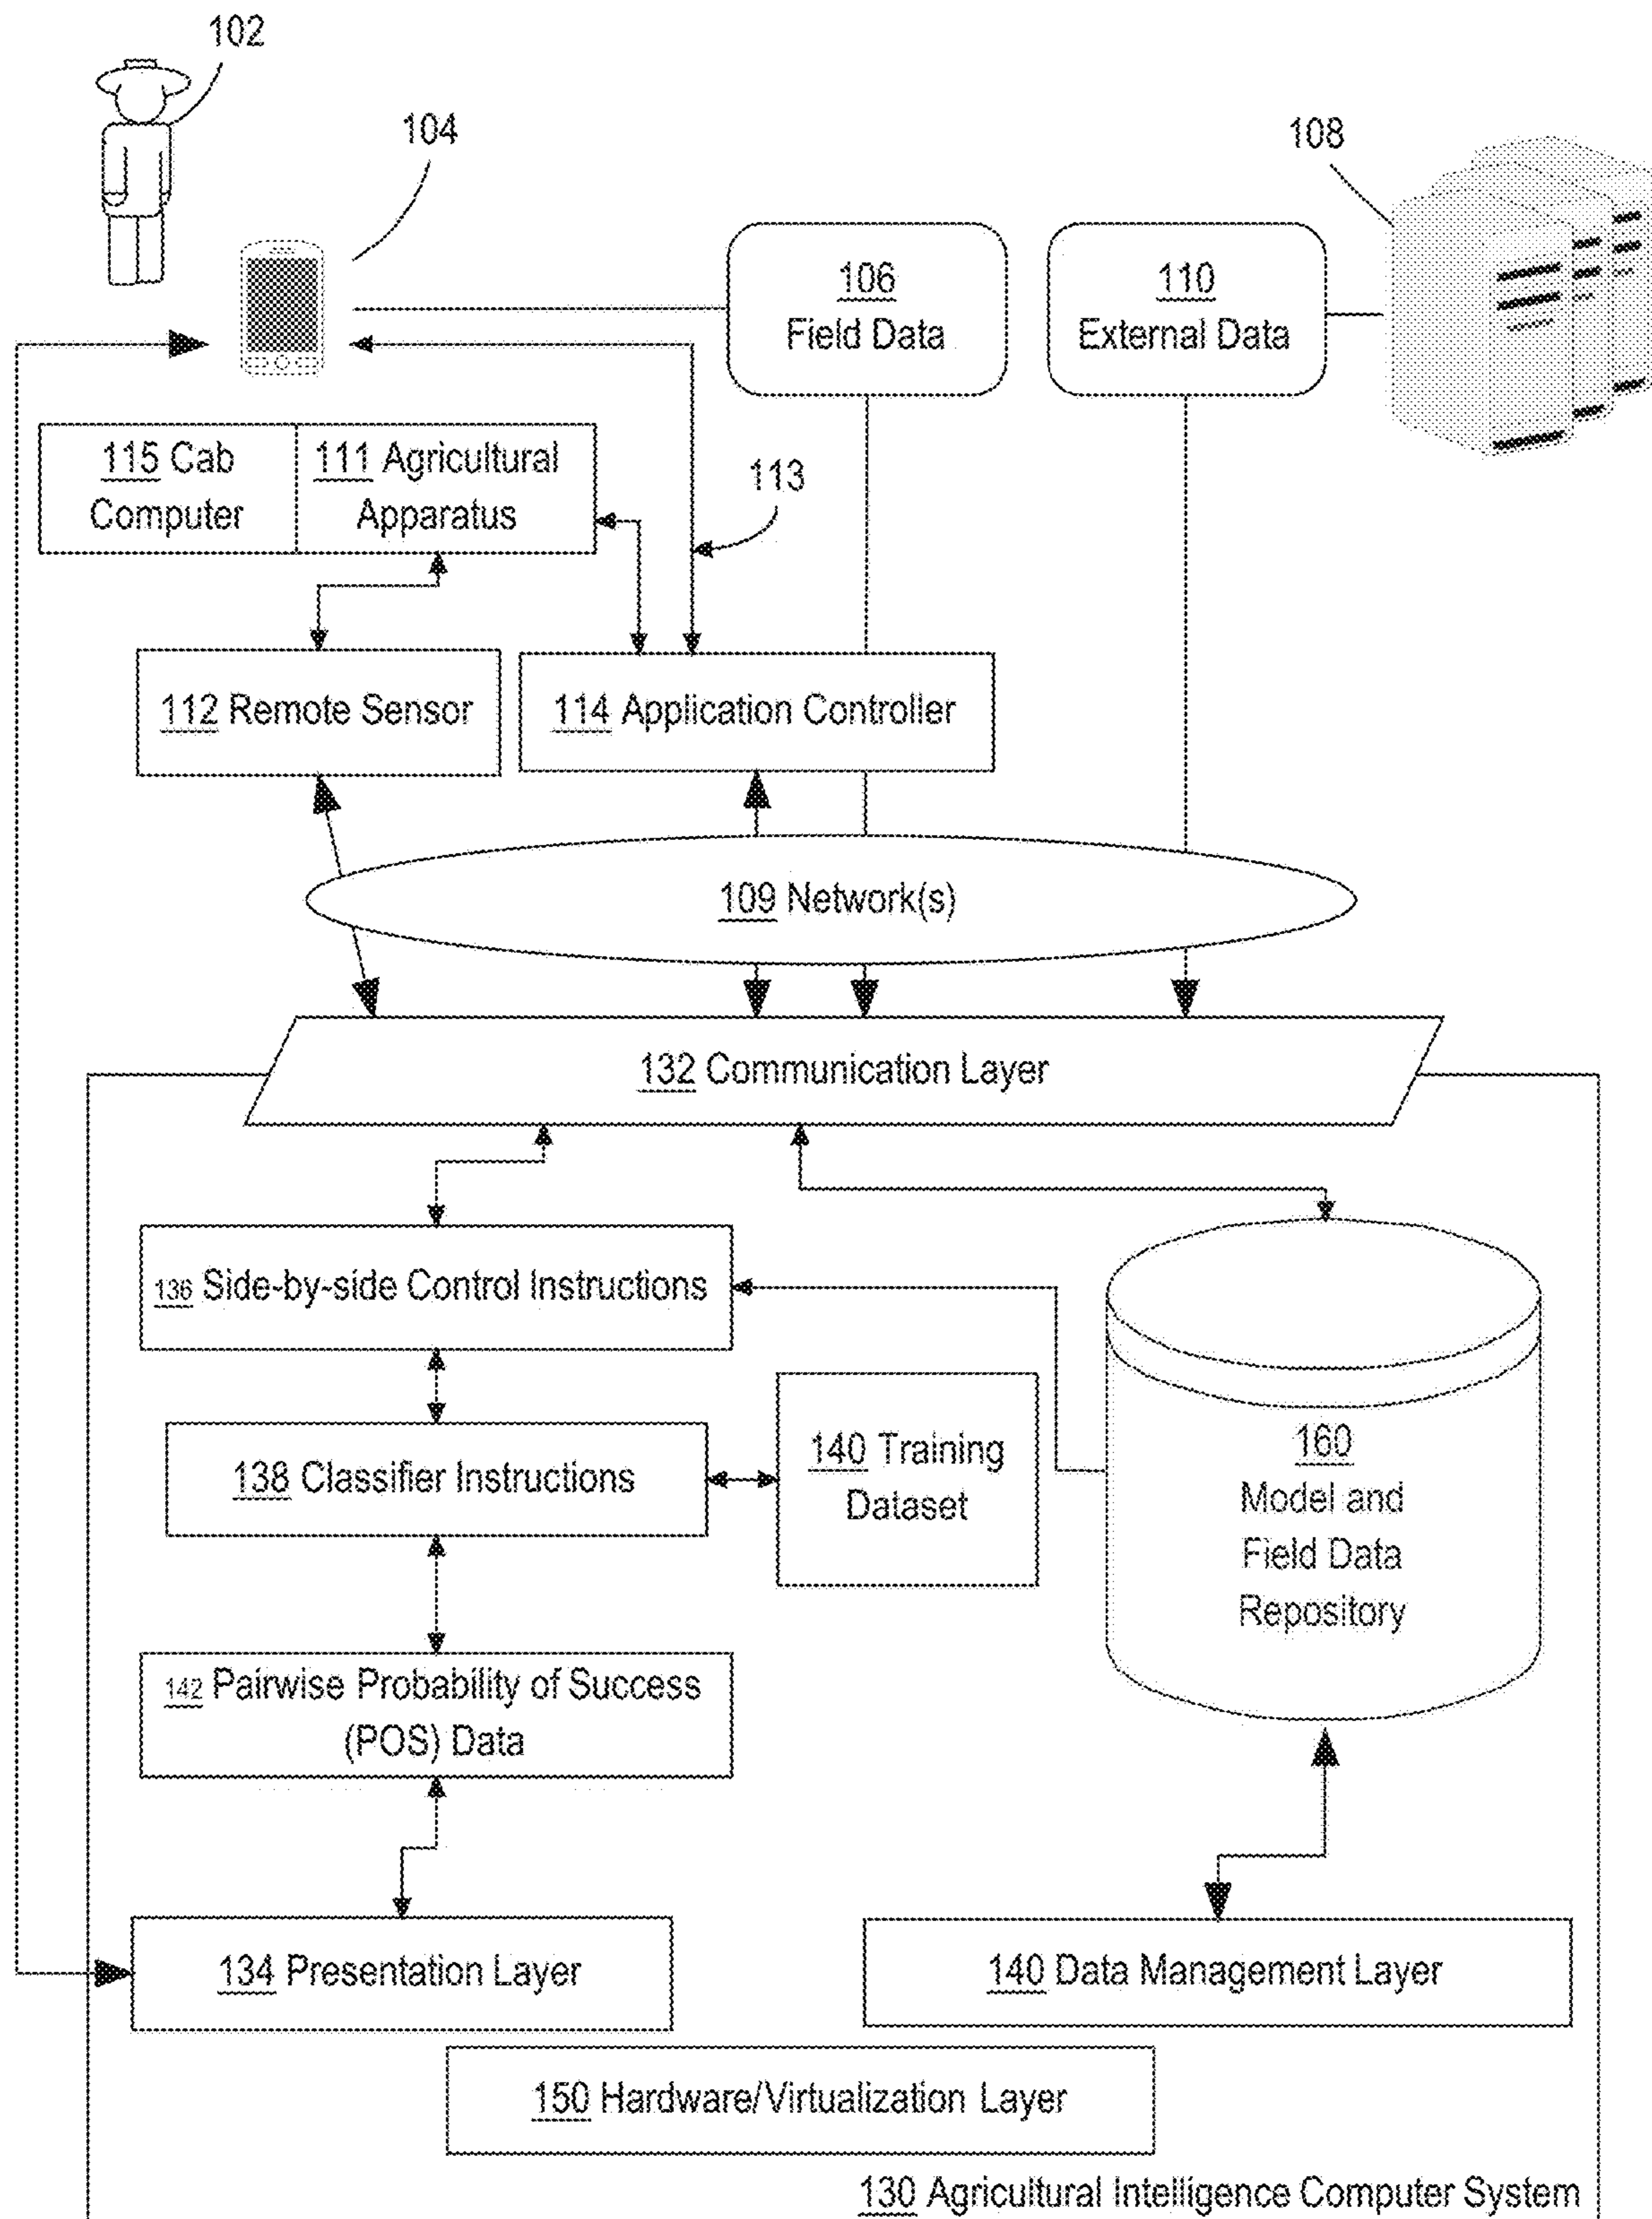 102
104
108
106
Field Data
110
External Data
115 Cab
Computer
111 Agricultural
Apparatus
113
112 Remote Sensor
114 Application Controller
109 Network(s)
132 Communication Layer
136 Side-by-side Control Instructions
138 Classifier Instructions
140 Training
Dataset
160
Model and
Field Data
Repository
142 Pairwise Probability of Success
(POS) Data
134 Presentation Layer
140 Data Management Layer
150 Hardware/Virtualization Layer
130 Agricultural Intelligence Computer System